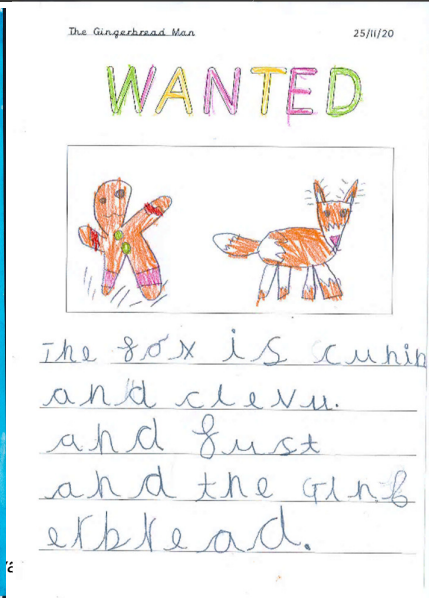 The Gingerbread Man 25/11/20
WANTED
The fox is cunin
and clevu.
and fust
and the Ginb
erbread.